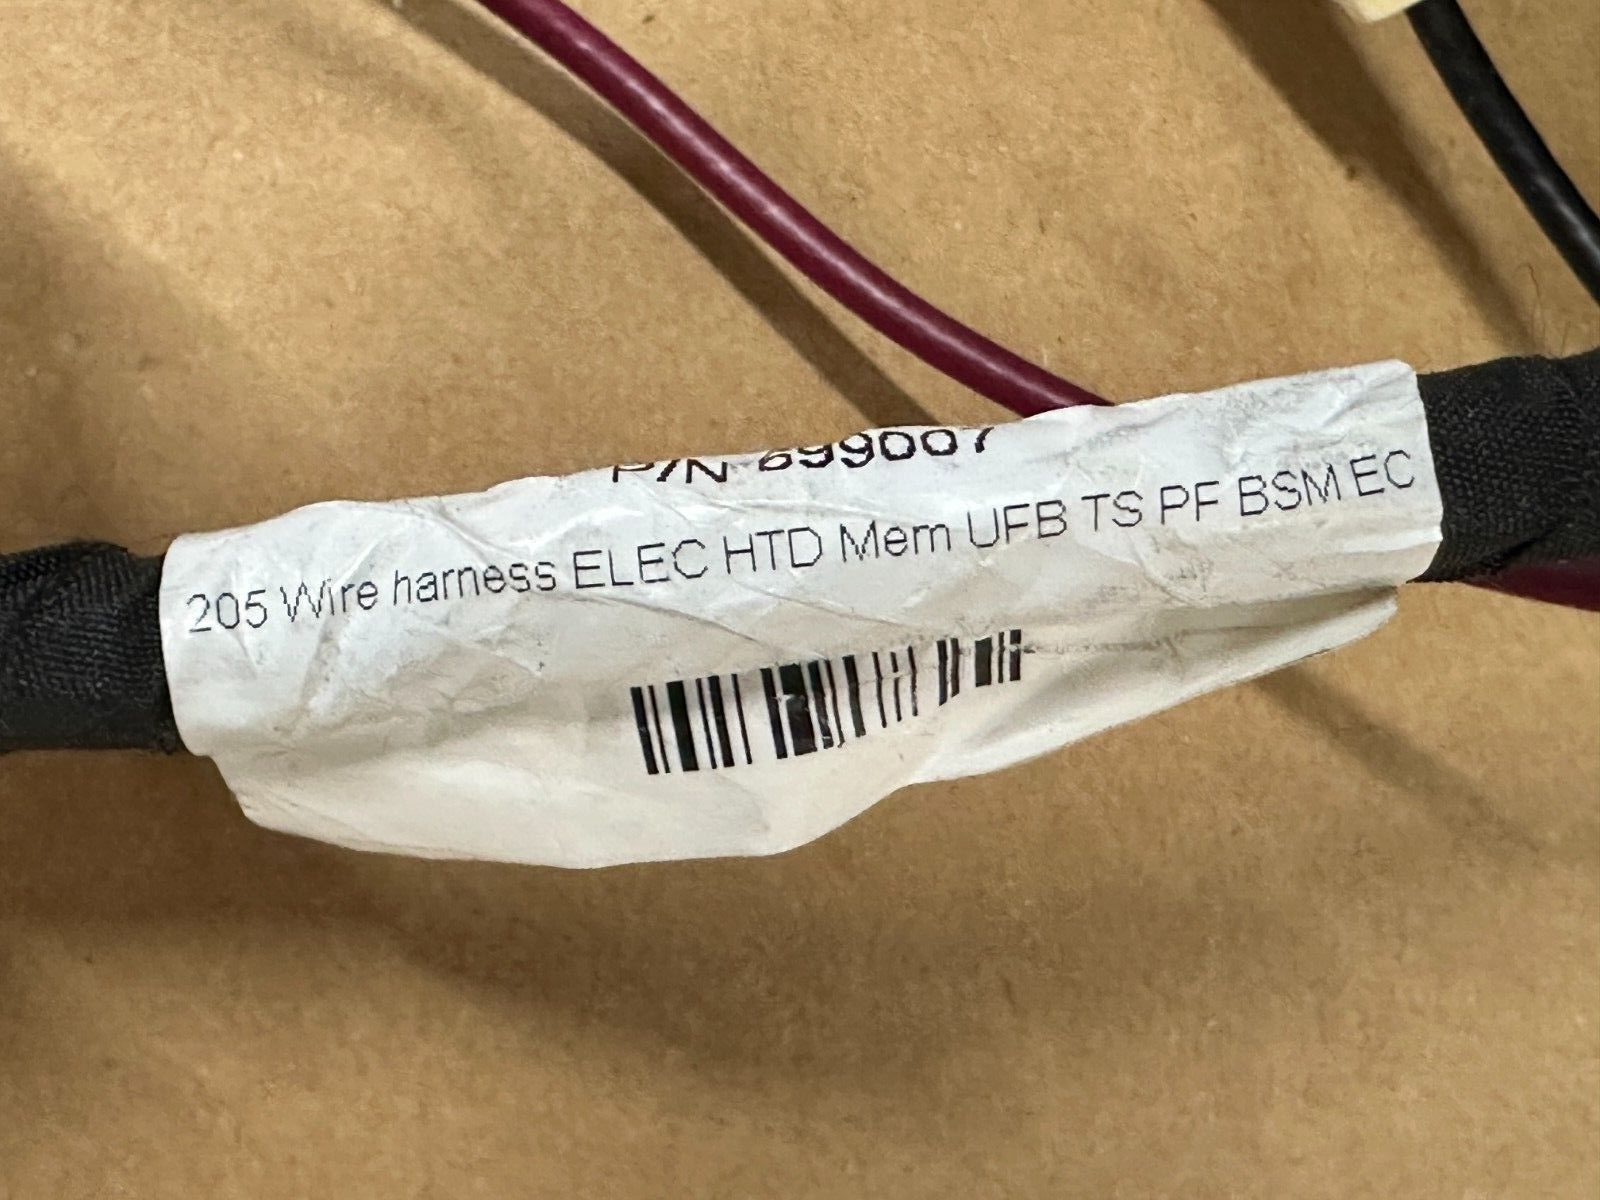 P/N 699007
205 Wire harness ELEC HTD Mem UFB TS PF BSM EC